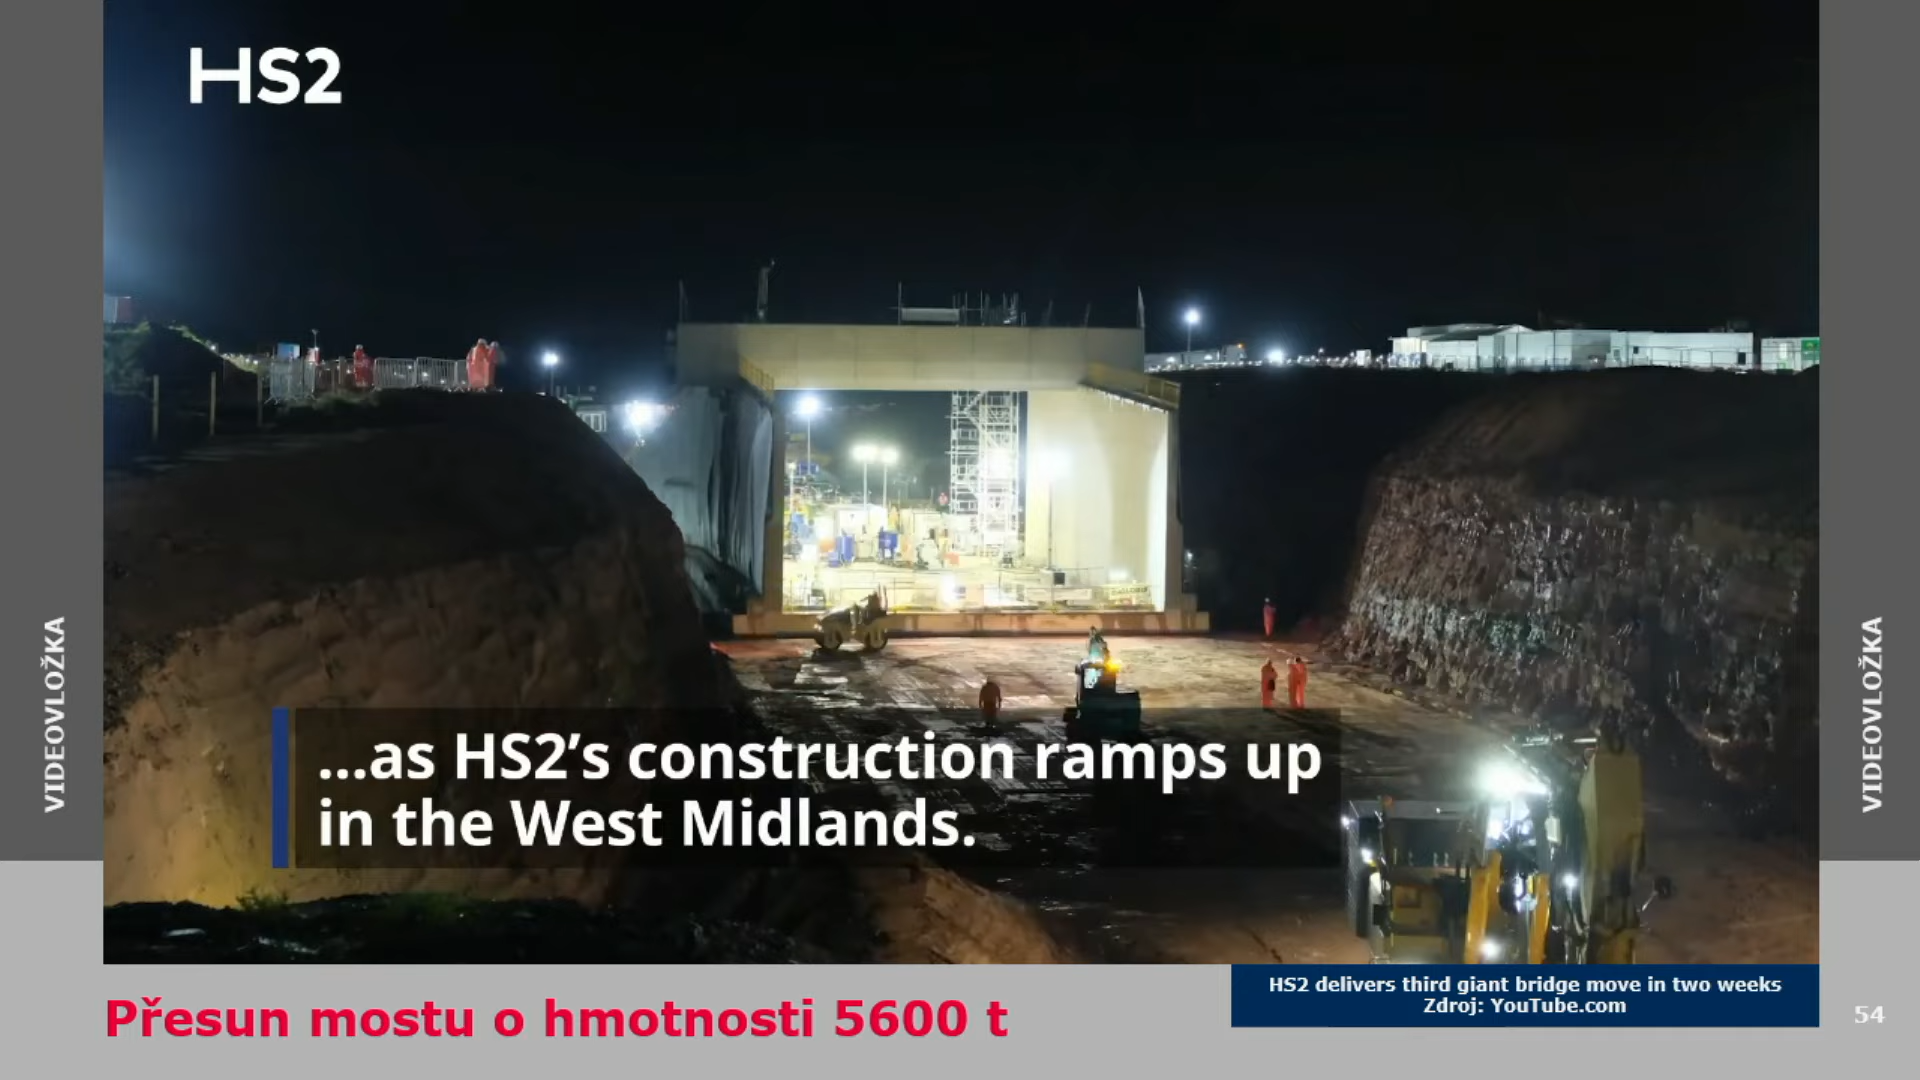 HS2
VIDEOVLOŽKA
VIDEOVLOŽKA
...as HS2’s construction ramps up
in the West Midlands.
HS2 delivers third giant bridge move in two weeks
Zdroj: YouTube.com
Přesun mostu o hmotnosti 5600 t
54